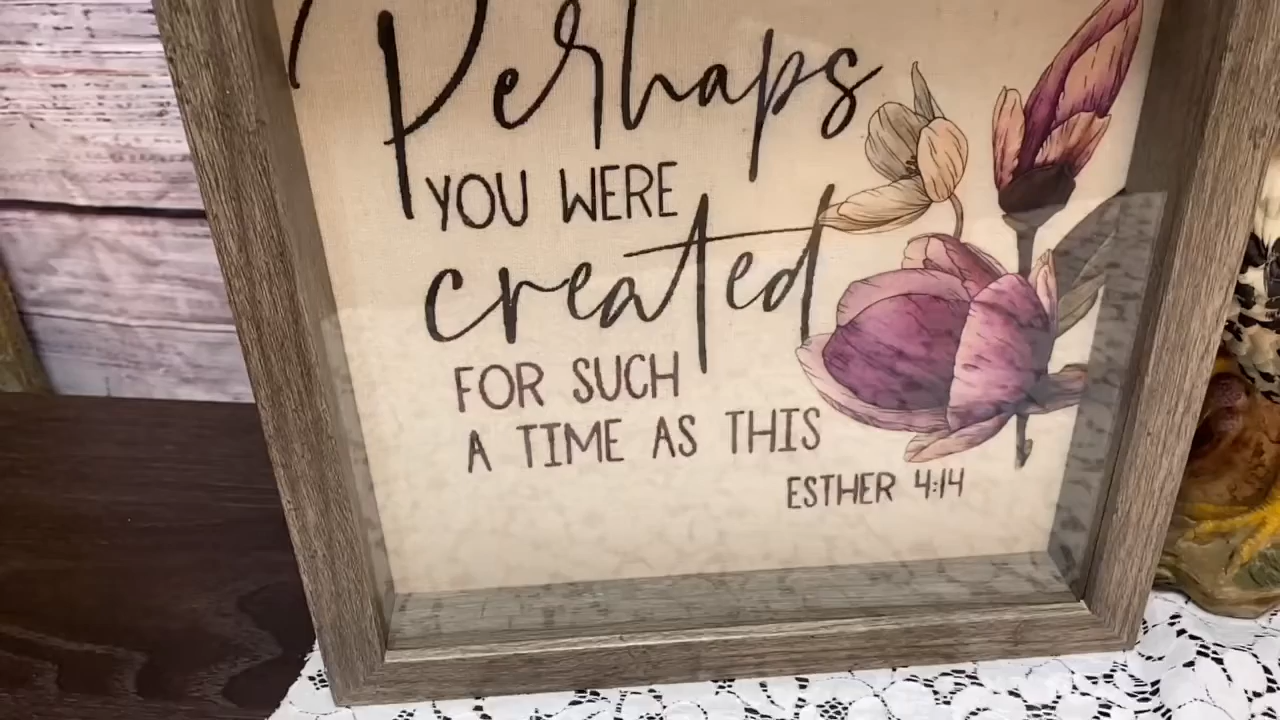 Perhaps
YOU WERE
created
FOR SUCH
A TIME AS THIS
ESTHER 4:14